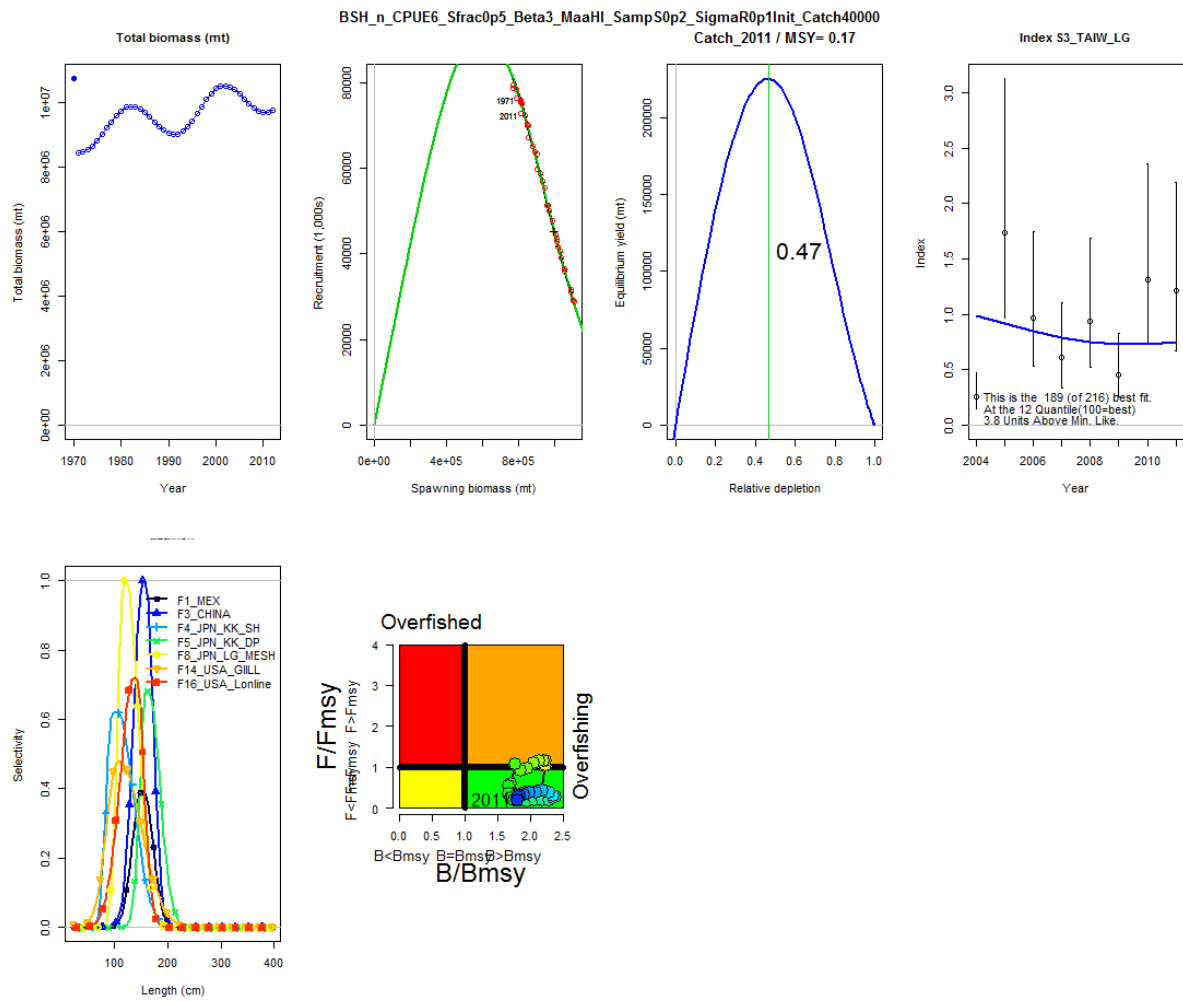 BSH_n_CPUE6_Sfrac0p5_Beta3_MaaHI_SampS0p2_SigmaR0p1Init_Catch40000
Catch_2011 / MSY= 0.17
Total biomass (mt)
Total biomass (mt)
0e+00
2e+06
4e+06
6e+06
8e+06
1e+07
1970
1980
1990
2000
2010
Year
Recruitment (1,000s)
0
20000
40000
60000
80000
1971
2011
0e+00
4e+05
8e+05
Spawning biomass (mt)
Equilibrium yield (mt)
0
50000
100000
150000
200000
0.47
0.0
0.2
0.4
0.6
0.8
1.0
Relative depletion
Index S3_TAIW_LG
Index
0.0
0.5
1.0
1.5
2.0
2.5
3.0
This is the 189 (of 216) best fit.
At the 12 Quantile(100=best)
3.8 Units Above Min. Like.
2004
2006
2008
2010
Year
Selectivity
0.0
0.2
0.4
0.6
0.8
1.0
F1_MEX
F3_CHINA
F4_JPN_KK_SH
F5_JPN_KK_DP
F8_JPN_LG_MESH
F14_USA_GIILL
F16_USA_Lonline
100
200
300
400
Length (cm)
Overfished
F/Fmsy
F>Fmsy
0
1
2
3
4
Overfishing
0.0
0.5
1.0
1.5
2.0
2.5
B<Bmsy
B=Bmsy
B>Bmsy
B/Bmsy